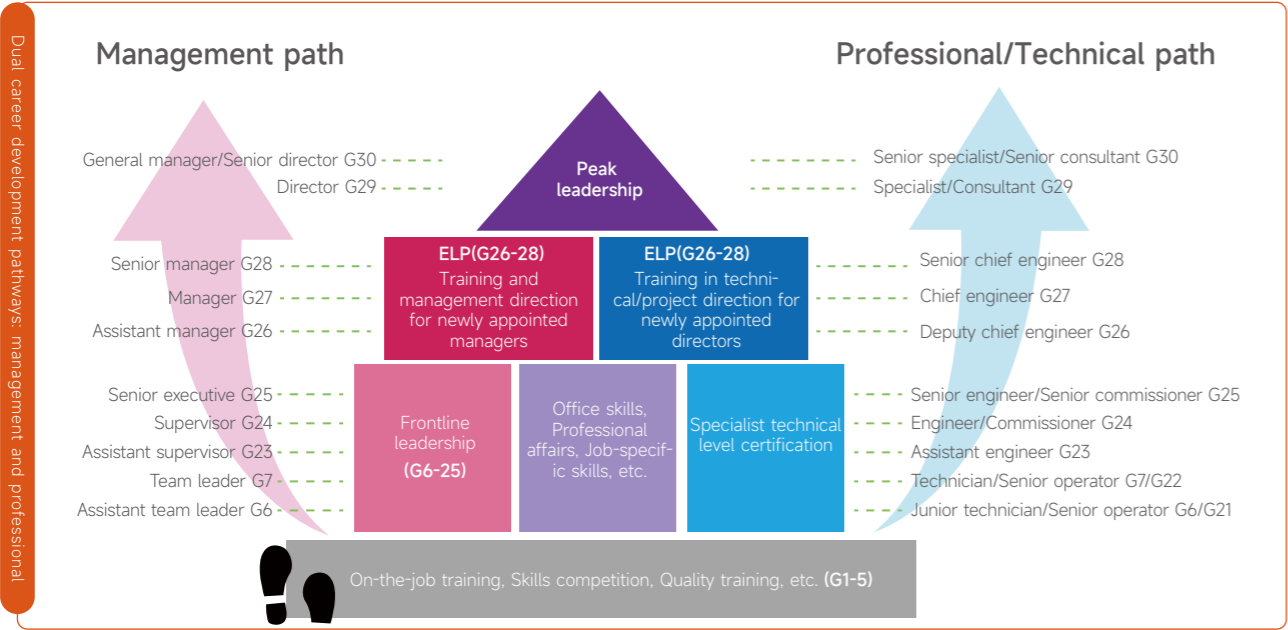 Dual career development pathways: management and professional
Management path
Professional/Technical path
General manager/Senior director G30
Director G29
Senior manager G28
Manager G27
Assistant manager G26
Senior executive G25
Supervisor G24
Assistant supervisor G23
Team leader G7
Assistant team leader G6
Peak
leadership
ELP(G26-28)
Training and
management direction
for newly appointed
managers
ELP(G26-28)
Training in techni-
cal/project direction for
newly appointed
directors
Frontline
leadership
(G6-25)
Office skills,
Professional
affairs, Job-specif-
ic skills, etc.
Specialist technical
level certification
Senior specialist/Senior consultant G30
Specialist/Consultant G29
Senior chief engineer G28
Chief engineer G27
Deputy chief engineer G26
Senior engineer/Senior commissioner G25
Engineer/Commissioner G24
Assistant engineer G23
Technician/Senior operator G7/G22
Junior technician/Senior operator G6/G21
On-the-job training, Skills competition, Quality training, etc. (G1-5)